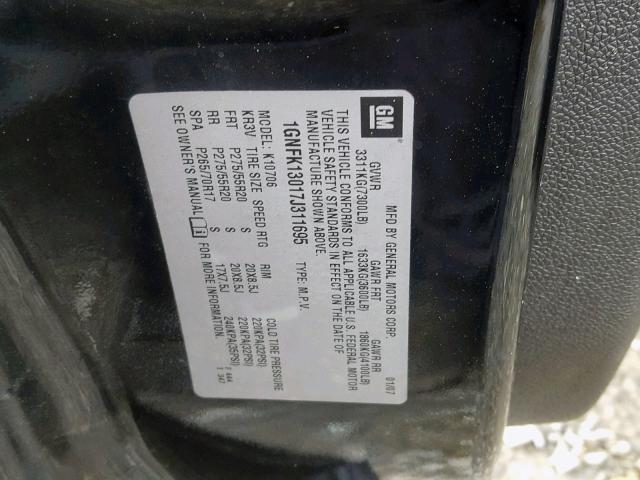 GM
MFD BY GENERAL MOTORS CORP. 01/07
GVWR GAWR FRT GAWR RR
3311KG(7300LB) 1633KG(3600LB) 1860KG(4100LB)
THIS VEHICLE CONFORMS TO ALL APPLICABLE U.S. FEDERAL MOTOR
VEHICLE SAFETY STANDARDS IN EFFECT ON THE DATE OF
MANUFACTURE SHOWN ABOVE.
1GNFK13017J311695 TYPE: M.P.V.
MODEL: K10706
KR3V TIRE SIZE SPEED RTG RIM COLD TIRE PRESSURE
FRT P275/55R20 S 20X8.5J 220KPA(32PSI)
RR P275/55R20 S 20X8.5J 220KPA(32PSI)
SPA P265/70R17 S 17X7.5J 240KPA(35PSI)
SEE OWNER'S MANUAL FOR MORE INFORMATION.